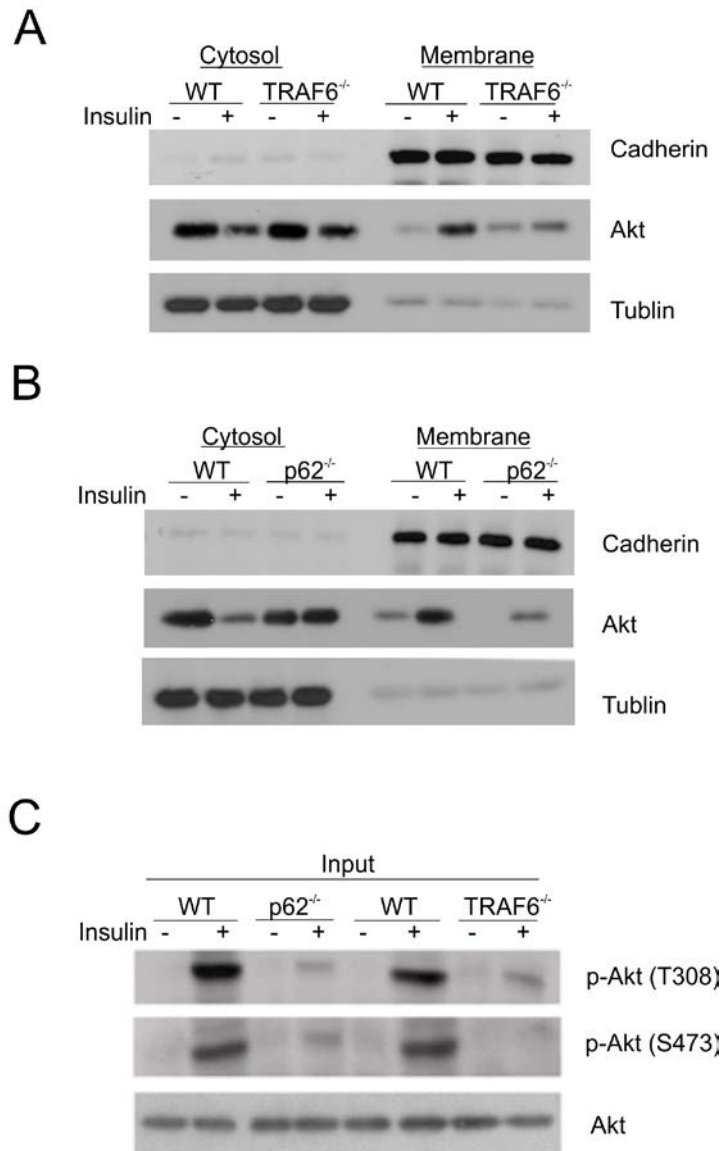 A
Cytosol Membrane
WT TRAF6-/- WT TRAF6-/-
Insulin - + - + - + - +
Cadherin
Akt
Tublin
B
Cytosol Membrane
WT p62-/- WT p62-/-
Insulin - + - + - + - +
Cadherin
Akt
Tublin
C
Input
WT p62-/- WT TRAF6-/-
Insulin - + - + - + - +
p-Akt (T308)
p-Akt (S473)
Akt